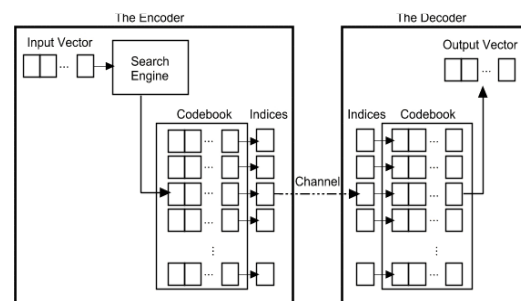 The Encoder
The Decoder
Input Vector
Output Vector
...
Search
Engine
...
Codebook
Indices
Indices
Codebook
...
...
...
...
Channel
...
...
...
...
...
...
...
...